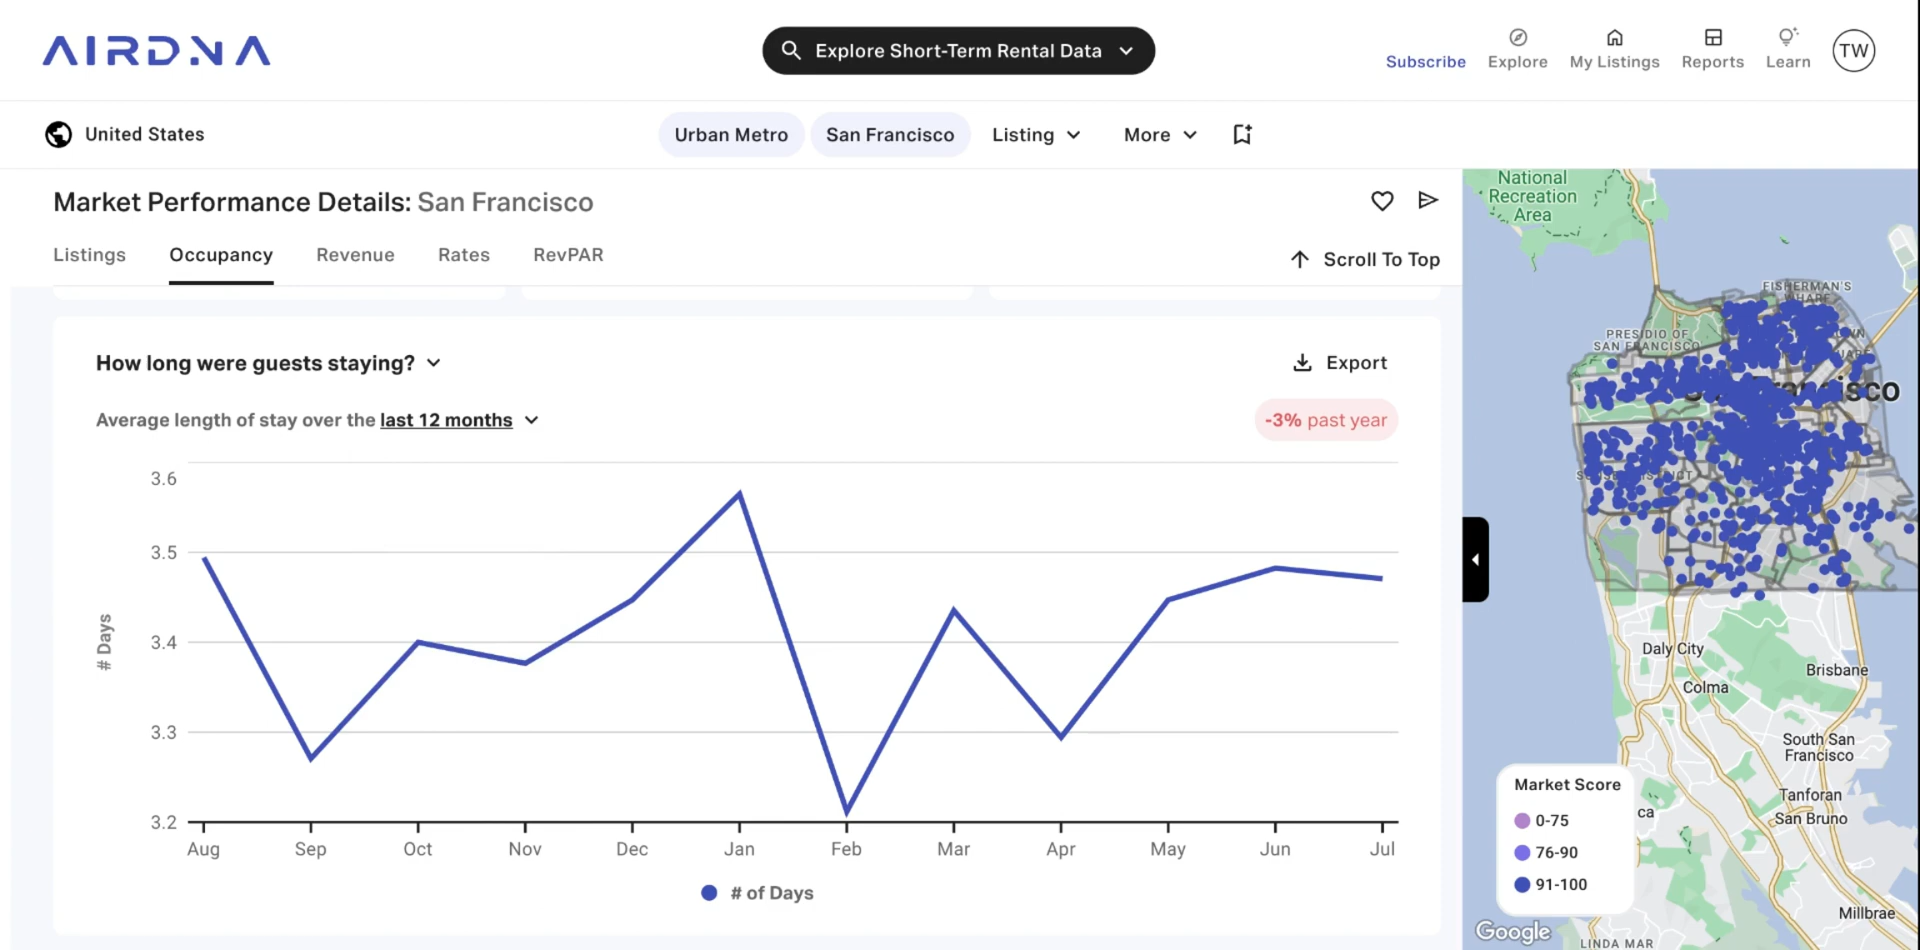 AIRDNA
Explore Short-Term Rental Data
Subscribe
Explore
My Listings
Reports
Learn
TW
United States
Urban Metro
San Francisco
Listing
More
Market Performance Details: San Francisco
Listings
Occupancy
Revenue
Rates
RevPAR
Scroll To Top
How long were guests staying?
Export
Average length of stay over the last 12 months
-3% past year
# Days
3.6
3.5
3.4
3.3
3.2
Aug
Sep
Oct
Nov
Dec
Jan
Feb
Mar
Apr
May
Jun
Jul
# of Days
National
Recreation
Area
FISHERMAN'S
WHARF
PRESIDIO OF
SAN FRANCISCO
Daly City
Colma
Brisbane
South San
Francisco
Tanforan
San Bruno
ca
Millbrae
LINDA MAR
Market Score
0-75
76-90
91-100
Google